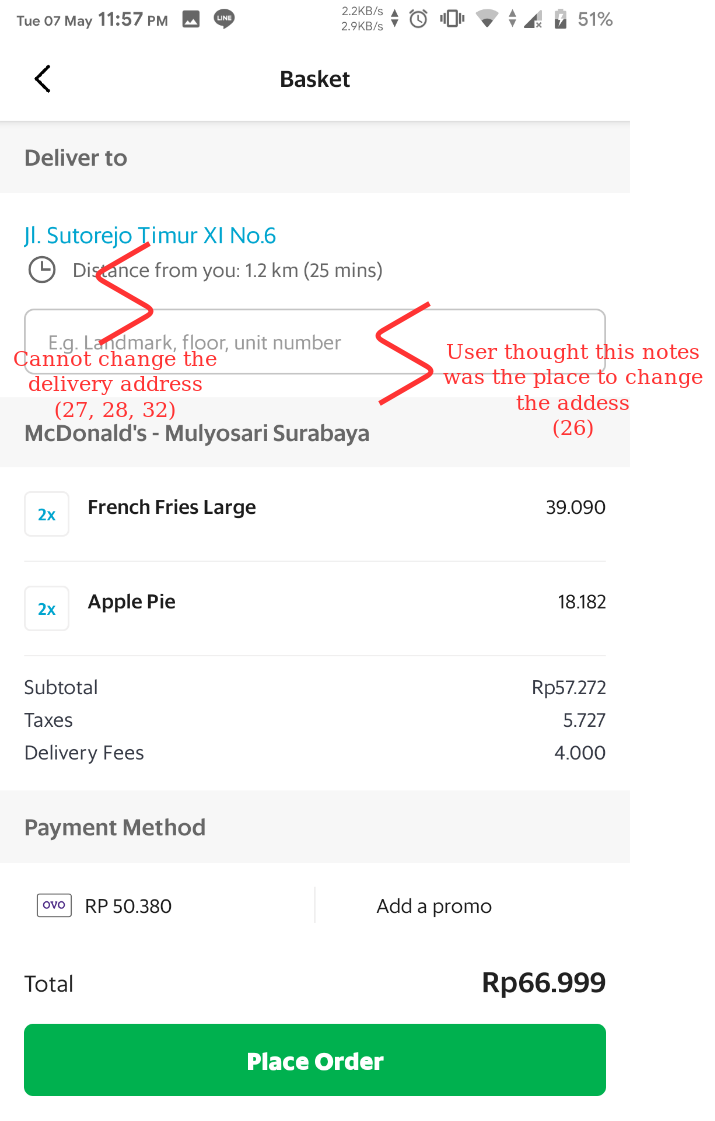 Tue 07 May 11:57 PM LINE 2.2KB/s 2.9KB/s 51%
Basket
Deliver to
Jl. Sutorejo Timur XI No.6
Distance from you: 1.2 km (25 mins)
E.g. Landmark, floor, unit number
Cannot change the
delivery address
(27, 28, 32)
User thought this notes
was the place to change
the addess
(26)
McDonald's - Mulyosari Surabaya
2x French Fries Large 39.090
2x Apple Pie 18.182
Subtotal Rp57.272
Taxes 5.727
Delivery Fees 4.000
Payment Method
OVO RP 50.380 Add a promo
Total Rp66.999
Place Order